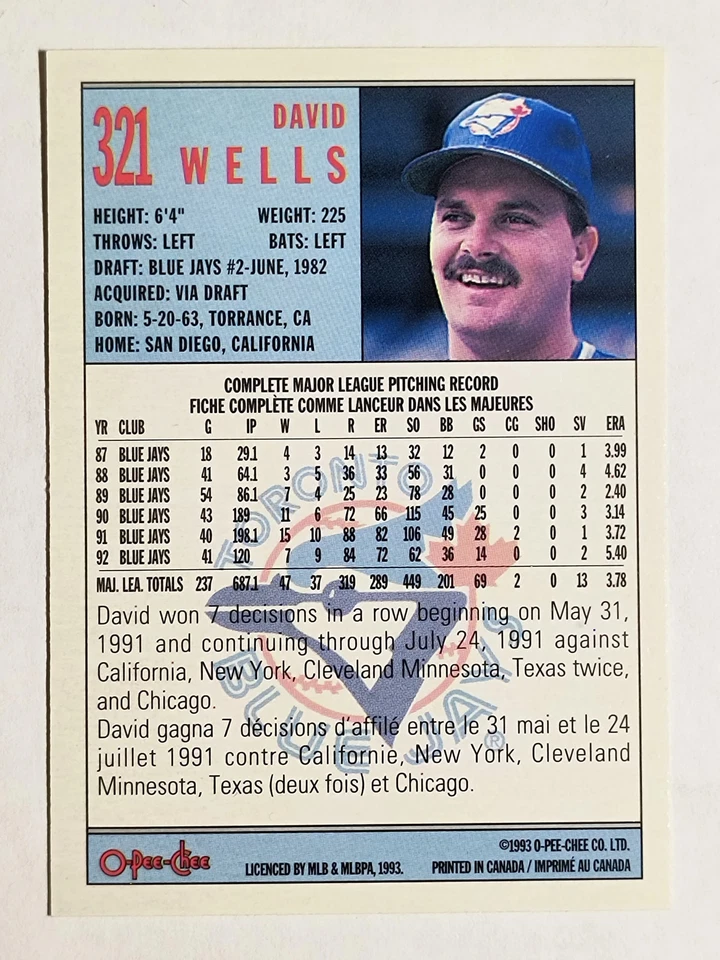 321
DAVID
WELLS
HEIGHT: 6'4" WEIGHT: 225
THROWS: LEFT BATS: LEFT
DRAFT: BLUE JAYS #2-JUNE, 1982
ACQUIRED: VIA DRAFT
BORN: 5-20-63, TORRANCE, CA
HOME: SAN DIEGO, CALIFORNIA
COMPLETE MAJOR LEAGUE PITCHING RECORD
FICHE COMPLÈTE COMME LANCEUR DANS LES MAJEURES
YR CLUB G IP W L R ER SO BB GS CG SHO SV ERA
87 BLUE JAYS 18 29.1 4 3 14 13 32 12 2 0 0 1 3.99
88 BLUE JAYS 41 64.1 3 5 36 33 56 31 0 0 0 4 4.62
89 BLUE JAYS 54 86.1 7 4 25 23 78 28 0 0 0 2 2.40
90 BLUE JAYS 43 189 11 6 72 66 115 45 25 0 0 3 3.14
91 BLUE JAYS 40 198.1 15 10 88 82 106 49 28 2 0 1 3.72
92 BLUE JAYS 41 120 7 9 84 72 62 36 14 0 0 2 5.40
MAJ. LEA. TOTALS 237 687.1 47 37 319 289 449 201 69 2 0 13 3.78
TORONTO
BLUE JAYS
®
David won 7 decisions in a row beginning on May 31,
1991 and continuing through July 24, 1991 against
California, New York, Cleveland Minnesota, Texas twice,
and Chicago.
David gagna 7 décisions d'affilé entre le 31 mai et le 24
juillet 1991 contre Californie, New York, Cleveland
Minnesota, Texas (deux fois) et Chicago.
O-Pee-Chee
LICENCED BY MLB & MLBPA, 1993.
©1993 O-PEE-CHEE CO. LTD.
PRINTED IN CANADA / IMPRIMÉ AU CANADA